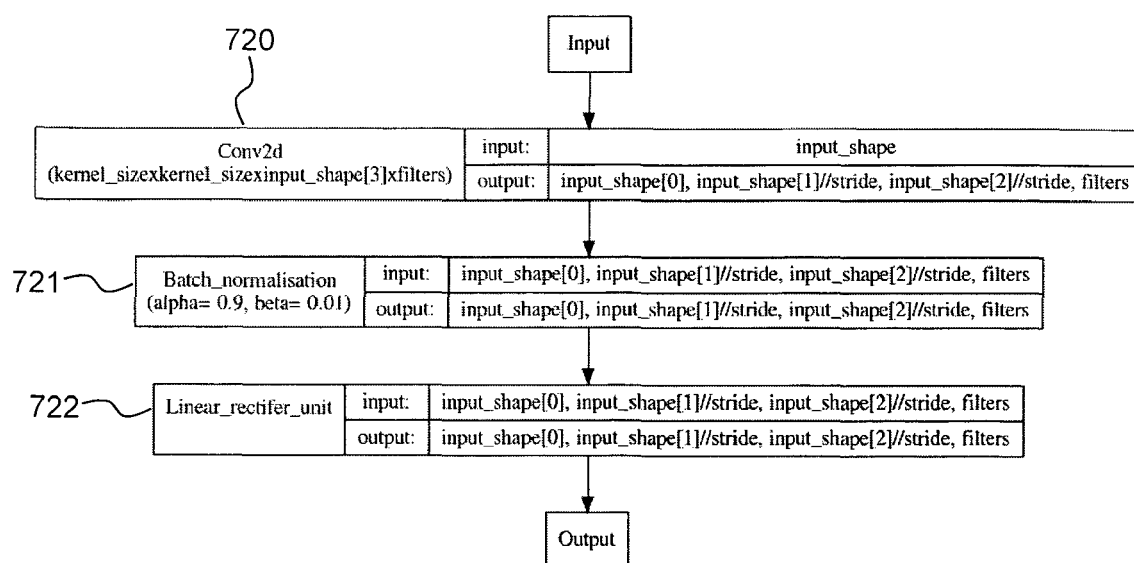 720
Input
Conv2d
(kernel_sizexkernel_sizexinput_shape[3]xfilters)
input:
input_shape
output:
input_shape[0], input_shape[1]//stride, input_shape[2]//stride, filters
721
Batch_normalisation
(alpha= 0.9, beta= 0.01)
input:
input_shape[0], input_shape[1]//stride, input_shape[2]//stride, filters
output:
input_shape[0], input_shape[1]//stride, input_shape[2]//stride, filters
722
Linear_rectifer_unit
input:
input_shape[0], input_shape[1]//stride, input_shape[2]//stride, filters
output:
input_shape[0], input_shape[1]//stride, input_shape[2]//stride, filters
Output